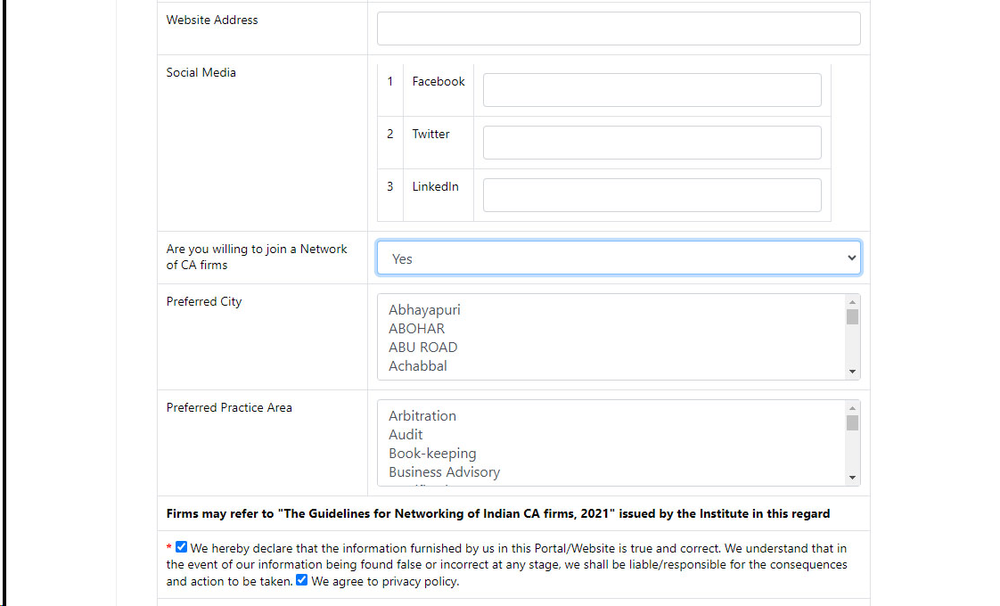 Website Address
Social Media
1 Facebook
2 Twitter
3 LinkedIn
Are you willing to join a Network
of CA firms
Yes
Preferred City
Abhayapuri
ABOHAR
ABU ROAD
Achabbal
Preferred Practice Area
Arbitration
Audit
Book-keeping
Business Advisory
Firms may refer to "The Guidelines for Networking of Indian CA firms, 2021" issued by the Institute in this regard
* We hereby declare that the information furnished by us in this Portal/Website is true and correct. We understand that in
the event of our information being found false or incorrect at any stage, we shall be liable/responsible for the consequences
and action to be taken. We agree to privacy policy.